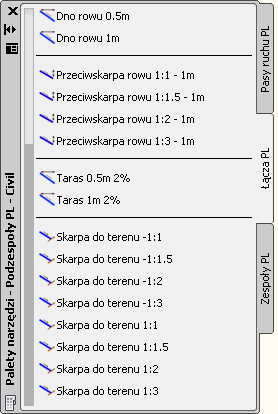 Dno rowu 0.5m
Dno rowu 1m
Przeciwskarpa rowu 1:1 - 1m
Przeciwskarpa rowu 1:1.5 - 1m
Przeciwskarpa rowu 1:2 - 1m
Przeciwskarpa rowu 1:3 - 1m
Taras 0.5m 2%
Taras 1m 2%
Skarpa do terenu -1:1
Skarpa do terenu -1:1.5
Skarpa do terenu -1:2
Skarpa do terenu -1:3
Skarpa do terenu 1:1
Skarpa do terenu 1:1.5
Skarpa do terenu 1:2
Skarpa do terenu 1:3
Pasy ruchu PL
Łącza PL
Zespoły PL
Palety narzędzi - Podzespoły PL - Civil